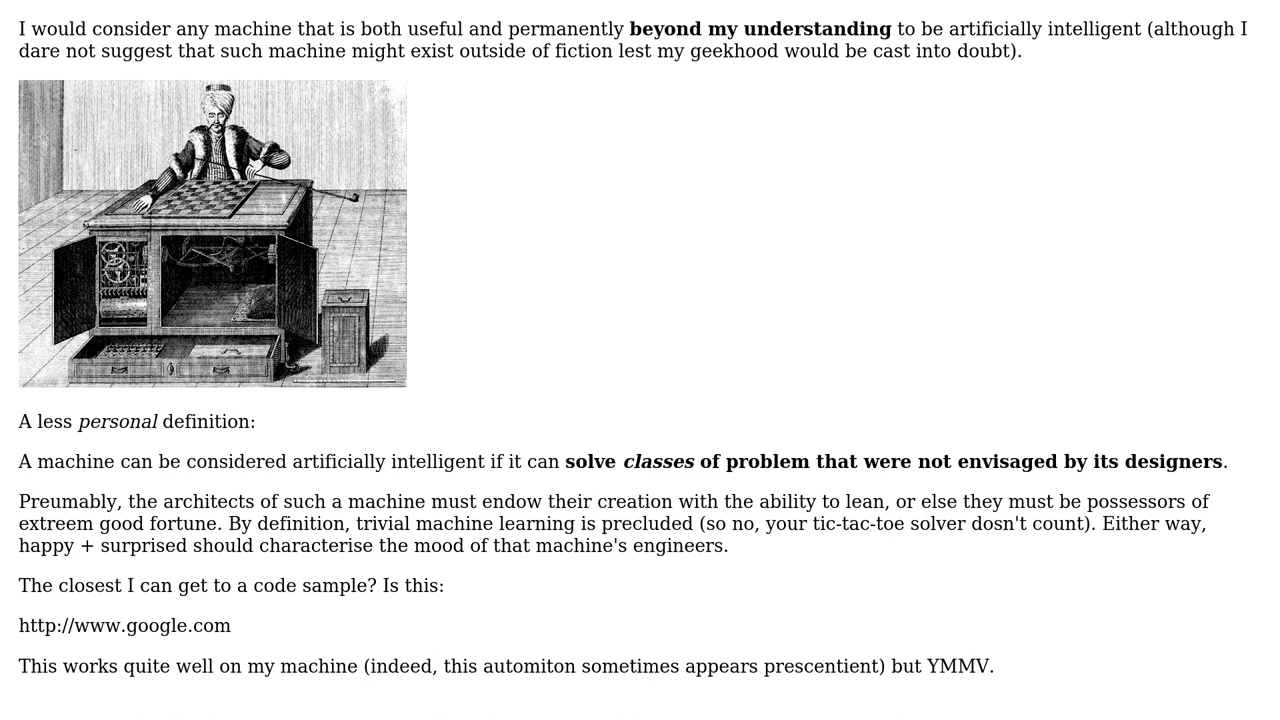 I would consider any machine that is both useful and permanently beyond my understanding to be artificially intelligent (although I
dare not suggest that such machine might exist outside of fiction lest my geekhood would be cast into doubt).
A less personal definition:
A machine can be considered artificially intelligent if it can solve classes of problem that were not envisaged by its designers.
Preumably, the architects of such a machine must endow their creation with the ability to lean, or else they must be possessors of
extreem good fortune. By definition, trivial machine learning is precluded (so no, your tic-tac-toe solver dosn't count). Either way,
happy + surprised should characterise the mood of that machine's engineers.
The closest I can get to a code sample? Is this:
http://www.google.com
This works quite well on my machine (indeed, this automiton sometimes appears prescentient) but YMMV.